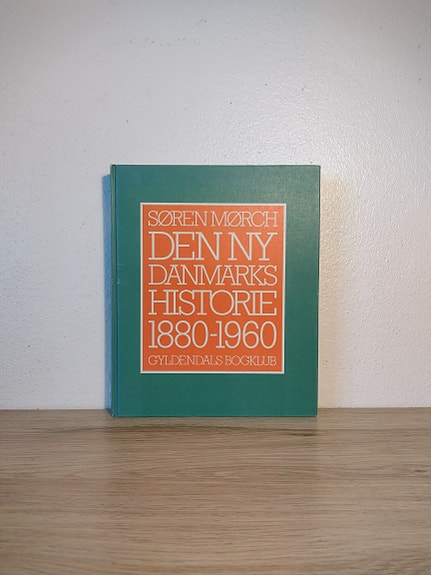 SØREN MØRCH
DEN NY
DANMARKS
HISTORIE
1880-1960
GYLDENDALS BOGKLUB